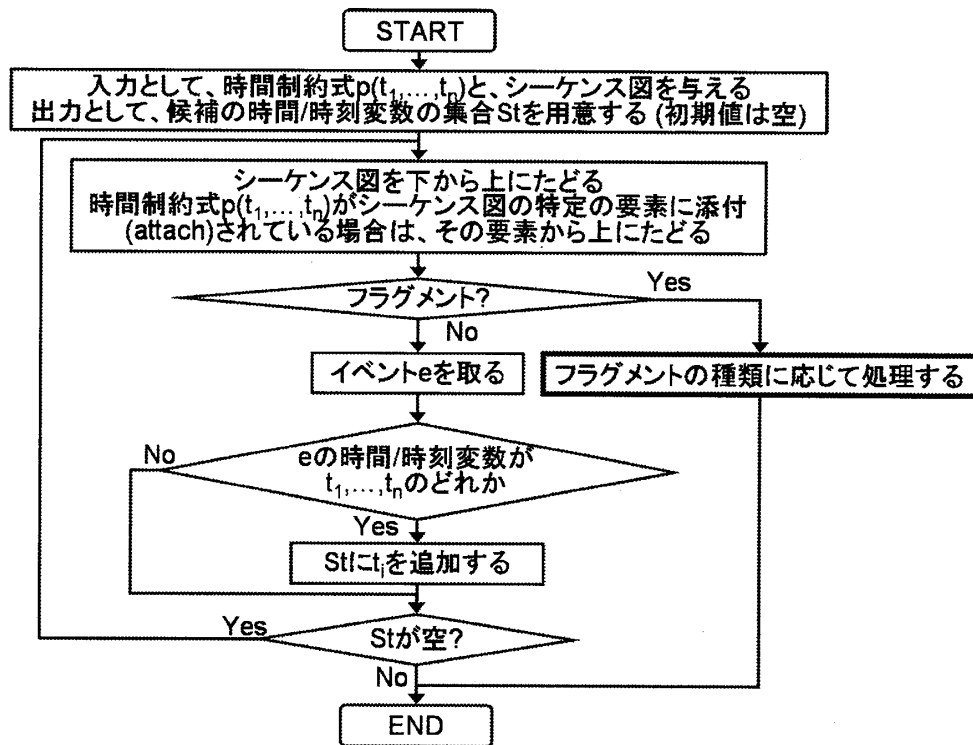 START
入力として、時間制約式p(t₁,...,tₙ)と、シーケンス図を与える
出力として、候補の時間/時刻変数の集合Stを用意する (初期値は空)
シーケンス図を下から上にたどる
時間制約式p(t₁,...,tₙ)がシーケンス図の特定の要素に添付
(attach)されている場合は、その要素から上にたどる
フラグメント?
Yes
No
イベントeを取る
フラグメントの種類に応じて処理する
No
eの時間/時刻変数が
t₁,...,tₙのどれか
Yes
Stにtᵢを追加する
Yes
Stが空?
No
END